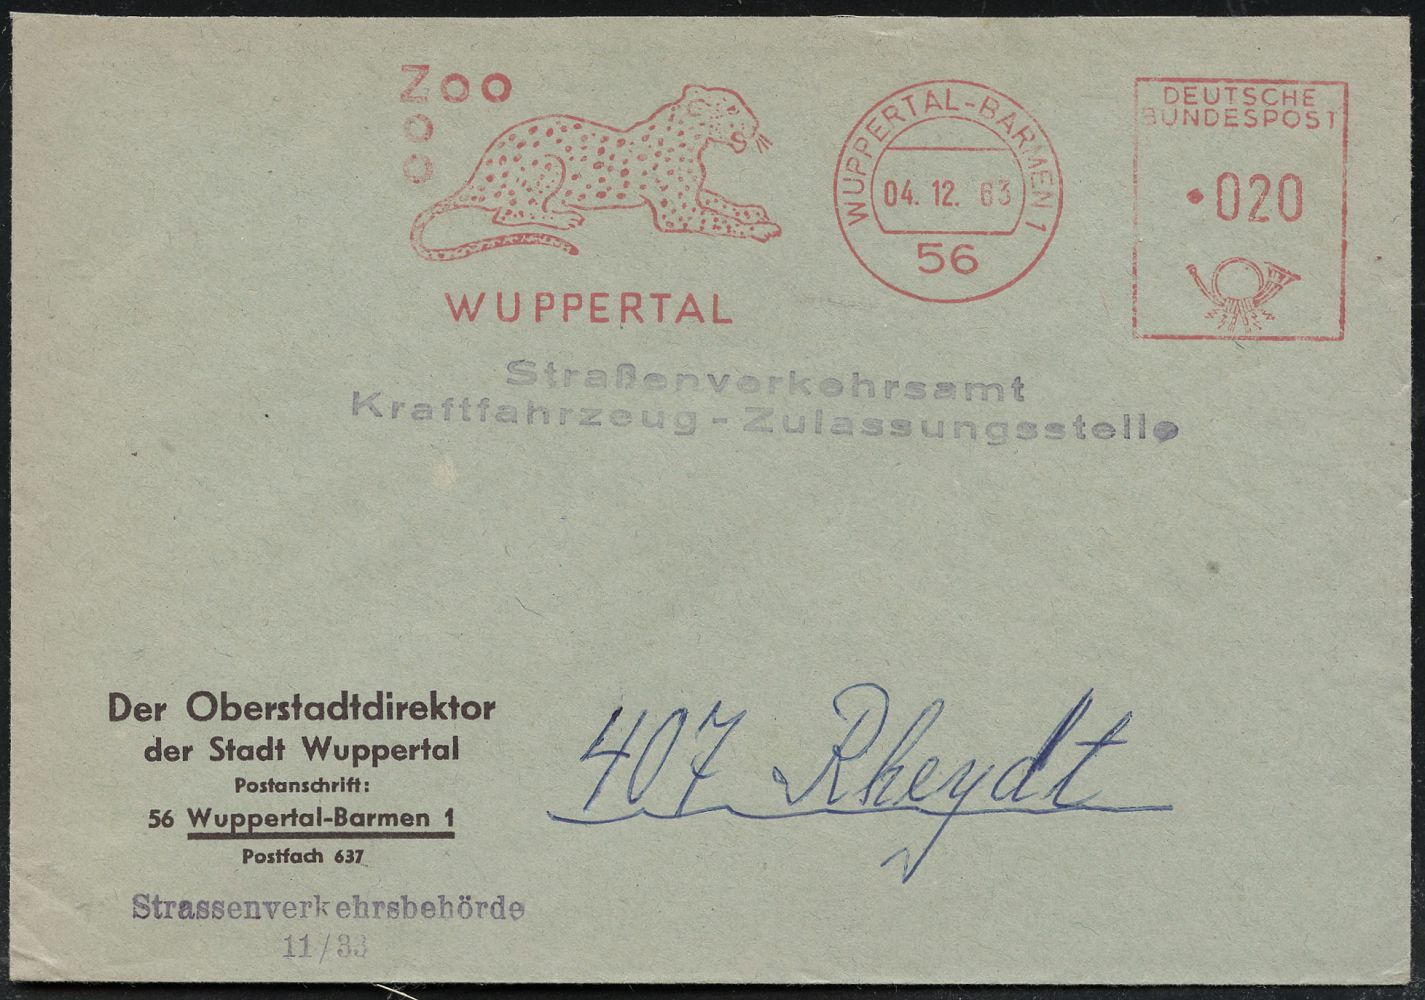 Zoo
o
o
WUPPERTAL
WUPPERTAL-BARMEN 1
04. 12. 63
56
DEUTSCHE
BUNDESPOST
020
Straßenverkehrsamt
Kraftfahrzeug-Zulassungsstelle
Der Oberstadtdirektor
der Stadt Wuppertal
Postanschrift:
56 Wuppertal-Barmen 1
Postfach 637
Strassenverkehrsbehörde
11/33
407 Rheydt